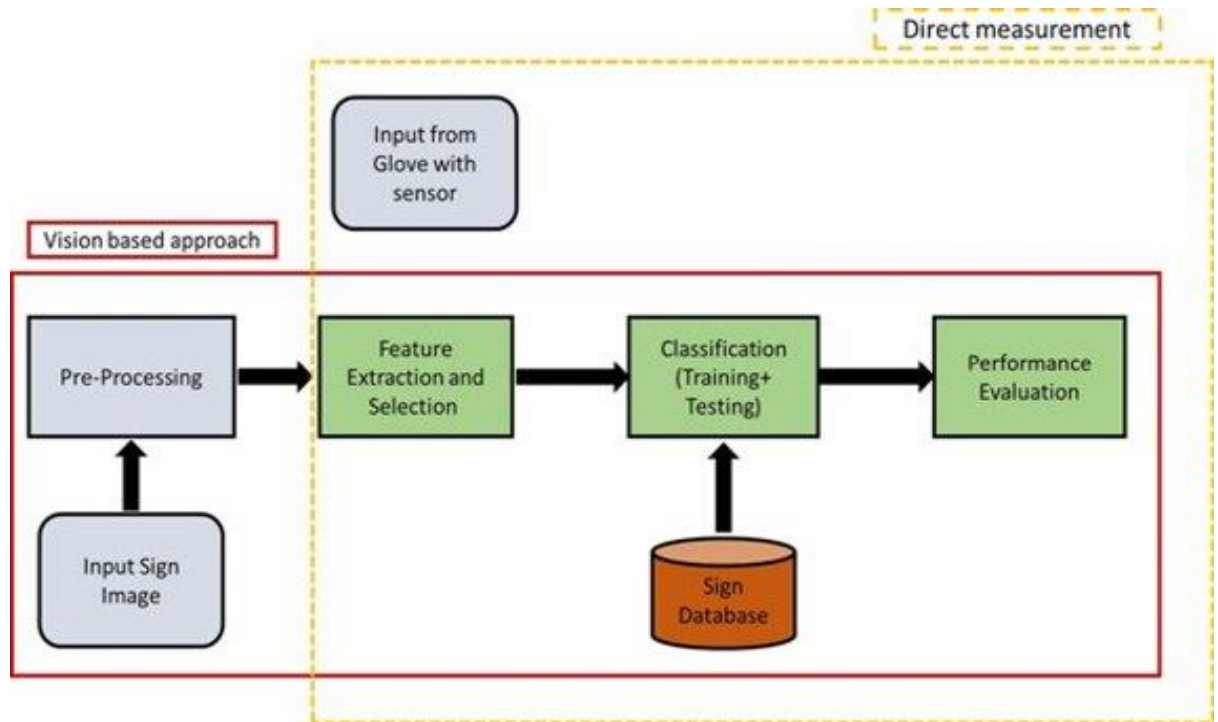 Direct measurement
Input from
Glove with
sensor
Vision based approach
Pre-Processing
Feature
Extraction and
Selection
Classification
(Training+
Testing)
Performance
Evaluation
Input Sign
Image
Sign
Database